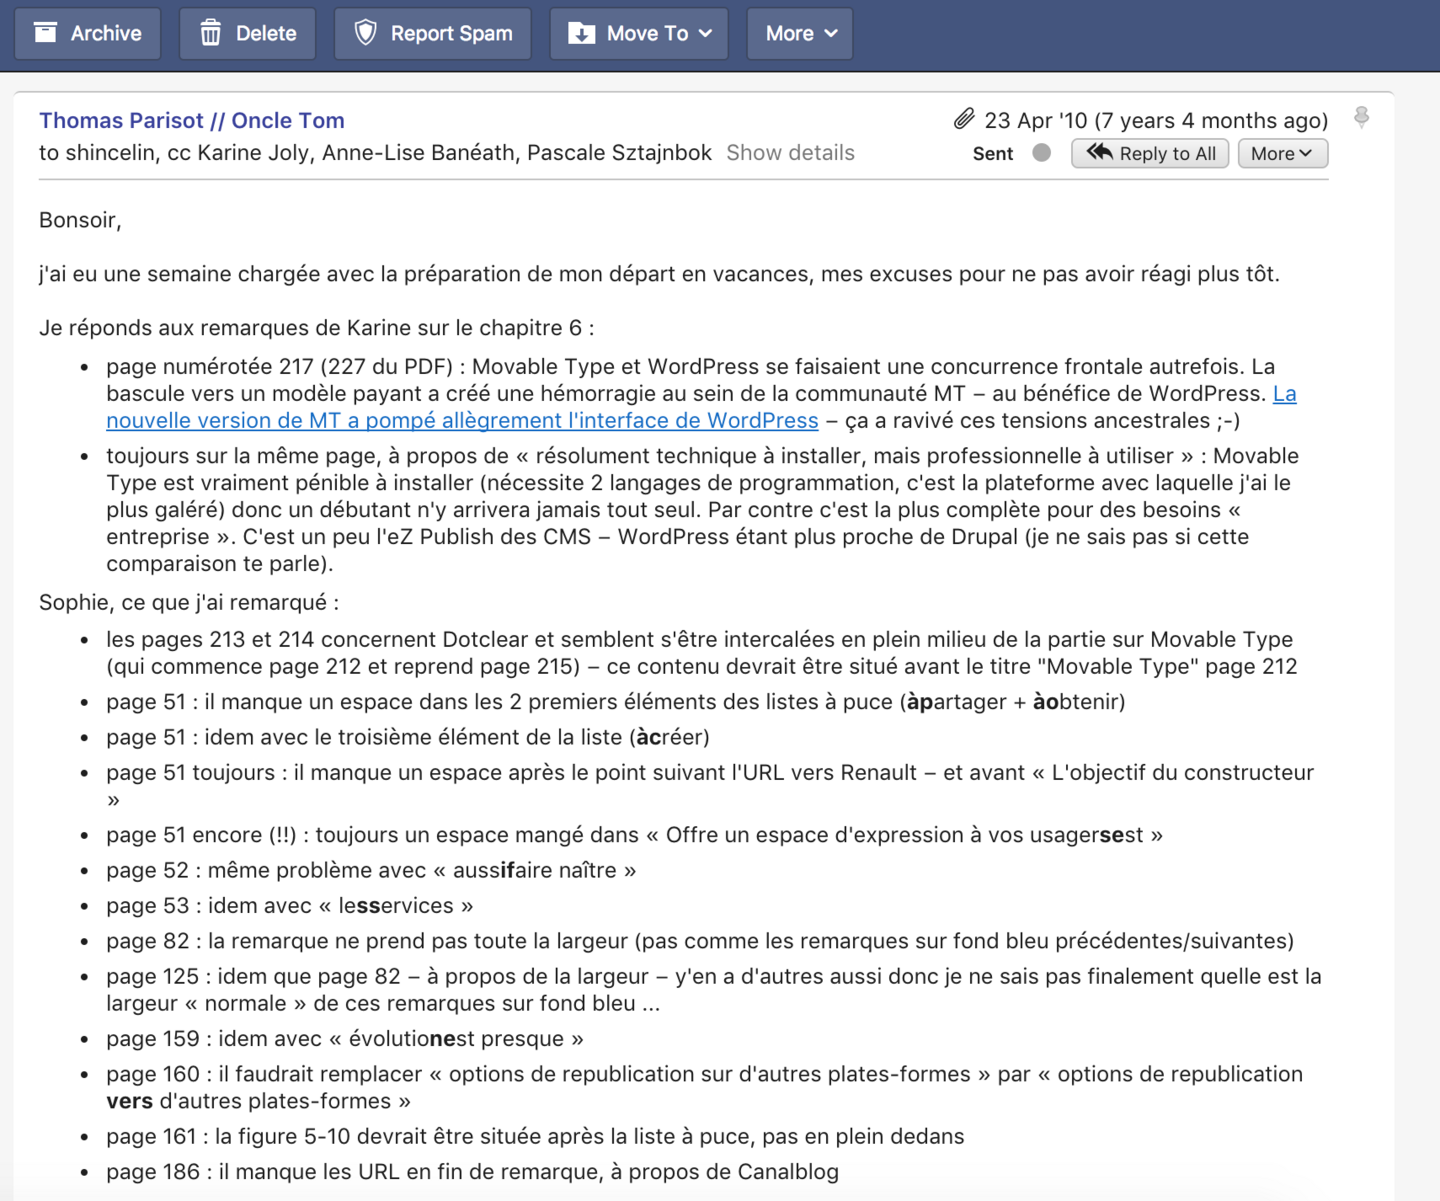 Archive Delete Report Spam Move To More
Thomas Parisot // Oncle Tom 23 Apr '10 (7 years 4 months ago)
to shincelin, cc Karine Joly, Anne-Lise Banéath, Pascale Sztajnbok Show details Sent Reply to All More
Bonsoir,
j'ai eu une semaine chargée avec la préparation de mon départ en vacances, mes excuses pour ne pas avoir réagi plus tôt.
Je réponds aux remarques de Karine sur le chapitre 6 :
• page numérotée 217 (227 du PDF) : Movable Type et WordPress se faisaient une concurrence frontale autrefois. La
bascule vers un modèle payant a créé une hémorragie au sein de la communauté MT – au bénéfice de WordPress. La
nouvelle version de MT a pompé allègrement l'interface de WordPress – ça a ravivé ces tensions ancestrales ;-)
• toujours sur la même page, à propos de « résolument technique à installer, mais professionnelle à utiliser » : Movable
Type est vraiment pénible à installer (nécessite 2 langages de programmation, c'est la plateforme avec laquelle j'ai le
plus galéré) donc un débutant n'y arrivera jamais tout seul. Par contre c'est la plus complète pour des besoins «
entreprise ». C'est un peu l'eZ Publish des CMS – WordPress étant plus proche de Drupal (je ne sais pas si cette
comparaison te parle).
Sophie, ce que j'ai remarqué :
• les pages 213 et 214 concernent Dotclear et semblent s'être intercalées en plein milieu de la partie sur Movable Type
(qui commence page 212 et reprend page 215) – ce contenu devrait être situé avant le titre "Movable Type" page 212
• page 51 : il manque un espace dans les 2 premiers éléments des listes à puce (àpartager + àobtenir)
• page 51 : idem avec le troisième élément de la liste (àcréer)
• page 51 toujours : il manque un espace après le point suivant l'URL vers Renault – et avant « L'objectif du constructeur
»
• page 51 encore (!!) : toujours un espace mangé dans « Offre un espace d'expression à vos usagersest »
• page 52 : même problème avec « aussifaire naître »
• page 53 : idem avec « lesservices »
• page 82 : la remarque ne prend pas toute la largeur (pas comme les remarques sur fond bleu précédentes/suivantes)
• page 125 : idem que page 82 – à propos de la largeur – y'en a d'autres aussi donc je ne sais pas finalement quelle est la
largeur « normale » de ces remarques sur fond bleu ...
• page 159 : idem avec « évolutionest presque »
• page 160 : il faudrait remplacer « options de republication sur d'autres plates-formes » par « options de republication
vers d'autres plates-formes »
• page 161 : la figure 5-10 devrait être située après la liste à puce, pas en plein dedans
• page 186 : il manque les URL en fin de remarque, à propos de Canalblog